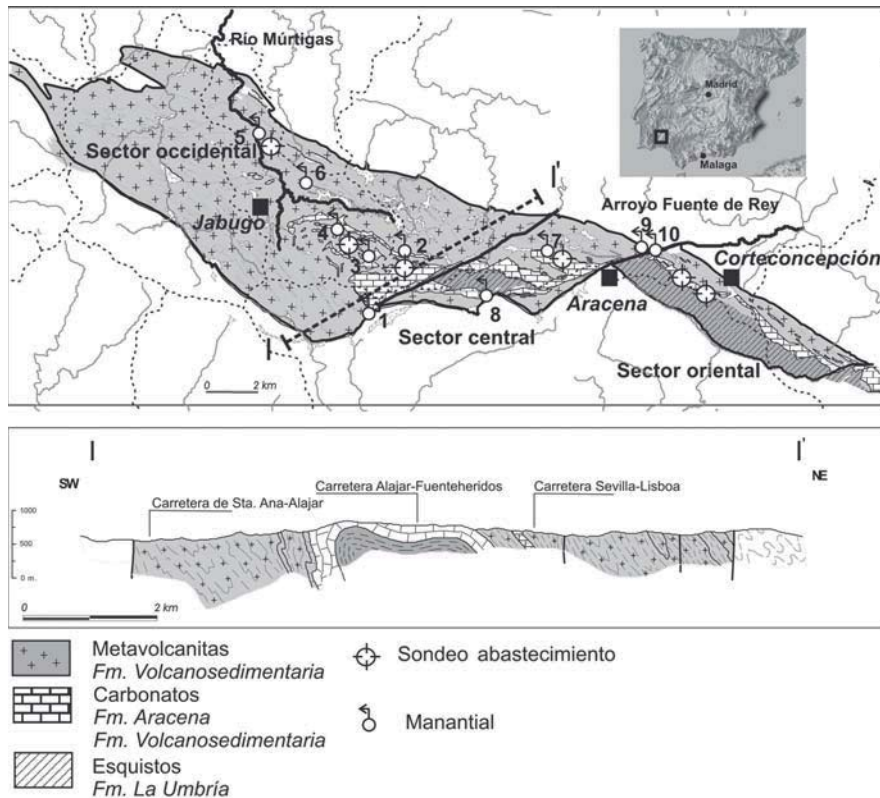 Río Múrtigas
Madrid
Malaga
5
Sector occidental
6
I'
Arroyo Fuente de Rey
Jabugo
4
2
7
9
10
Corteconcepción
3
Aracena
1
8
I
Sector central
Sector oriental
0 2 km
I I'
SW NE
Carretera Alajar-Fuenteheridos
Carretera Sevilla-Lisboa
Carretera de Sta. Ana-Alajar
1000
500
0 m.
0 2 km
Metavolcanitas
Fm. Volcanosedimentaria
Sondeo abastecimiento
Carbonatos
Fm. Aracena
Fm. Volcanosedimentaria
Manantial
Esquistos
Fm. La Umbría